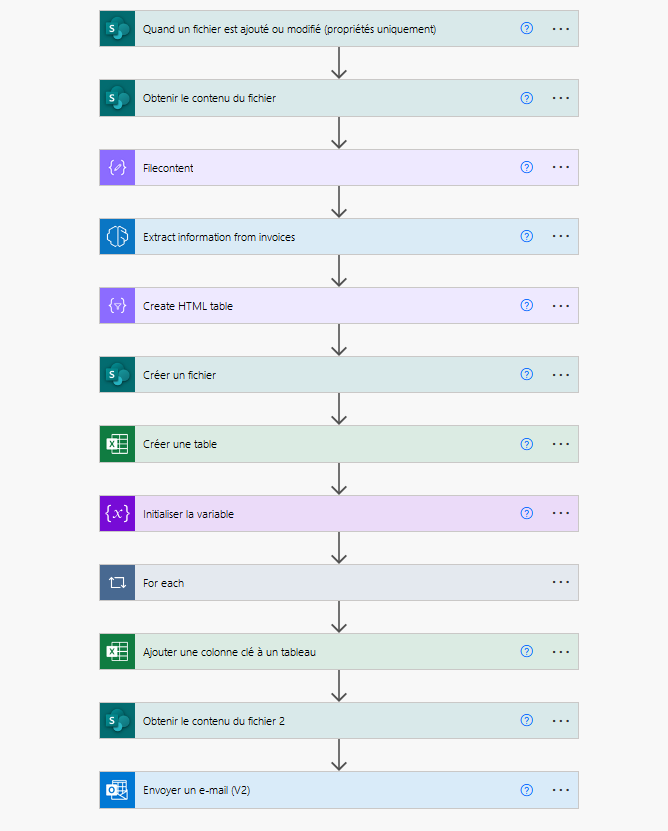 Quand un fichier est ajouté ou modifié (propriétés uniquement)
Obtenir le contenu du fichier
Filecontent
Extract information from invoices
Create HTML table
Créer un fichier
Créer une table
Initialiser la variable
For each
Ajouter une colonne clé à un tableau
Obtenir le contenu du fichier 2
Envoyer un e-mail (V2)